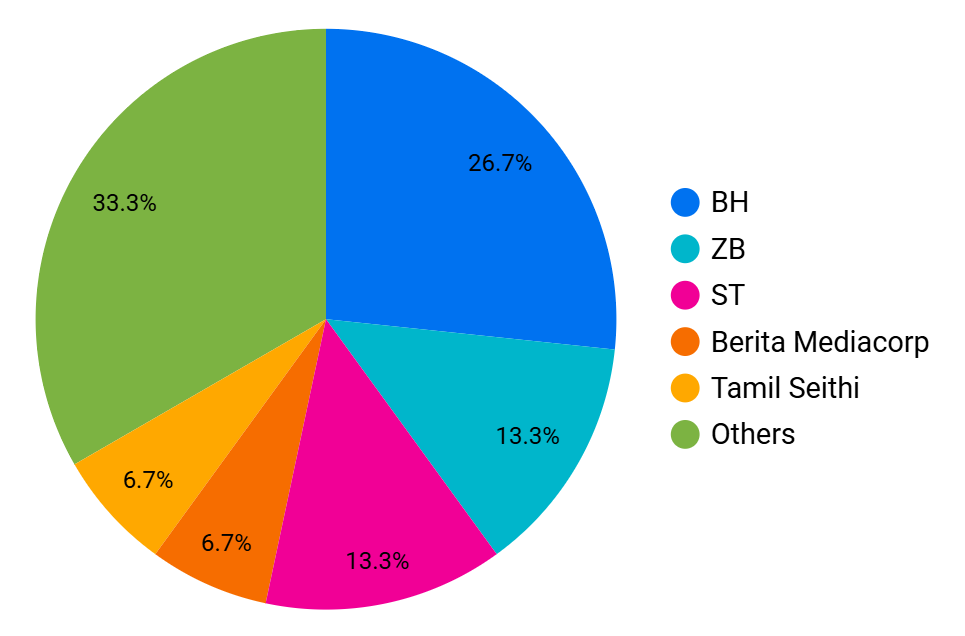 26.7%
33.3%
13.3%
6.7%
6.7%
13.3%
BH
ZB
ST
Berita Mediacorp
Tamil Seithi
Others